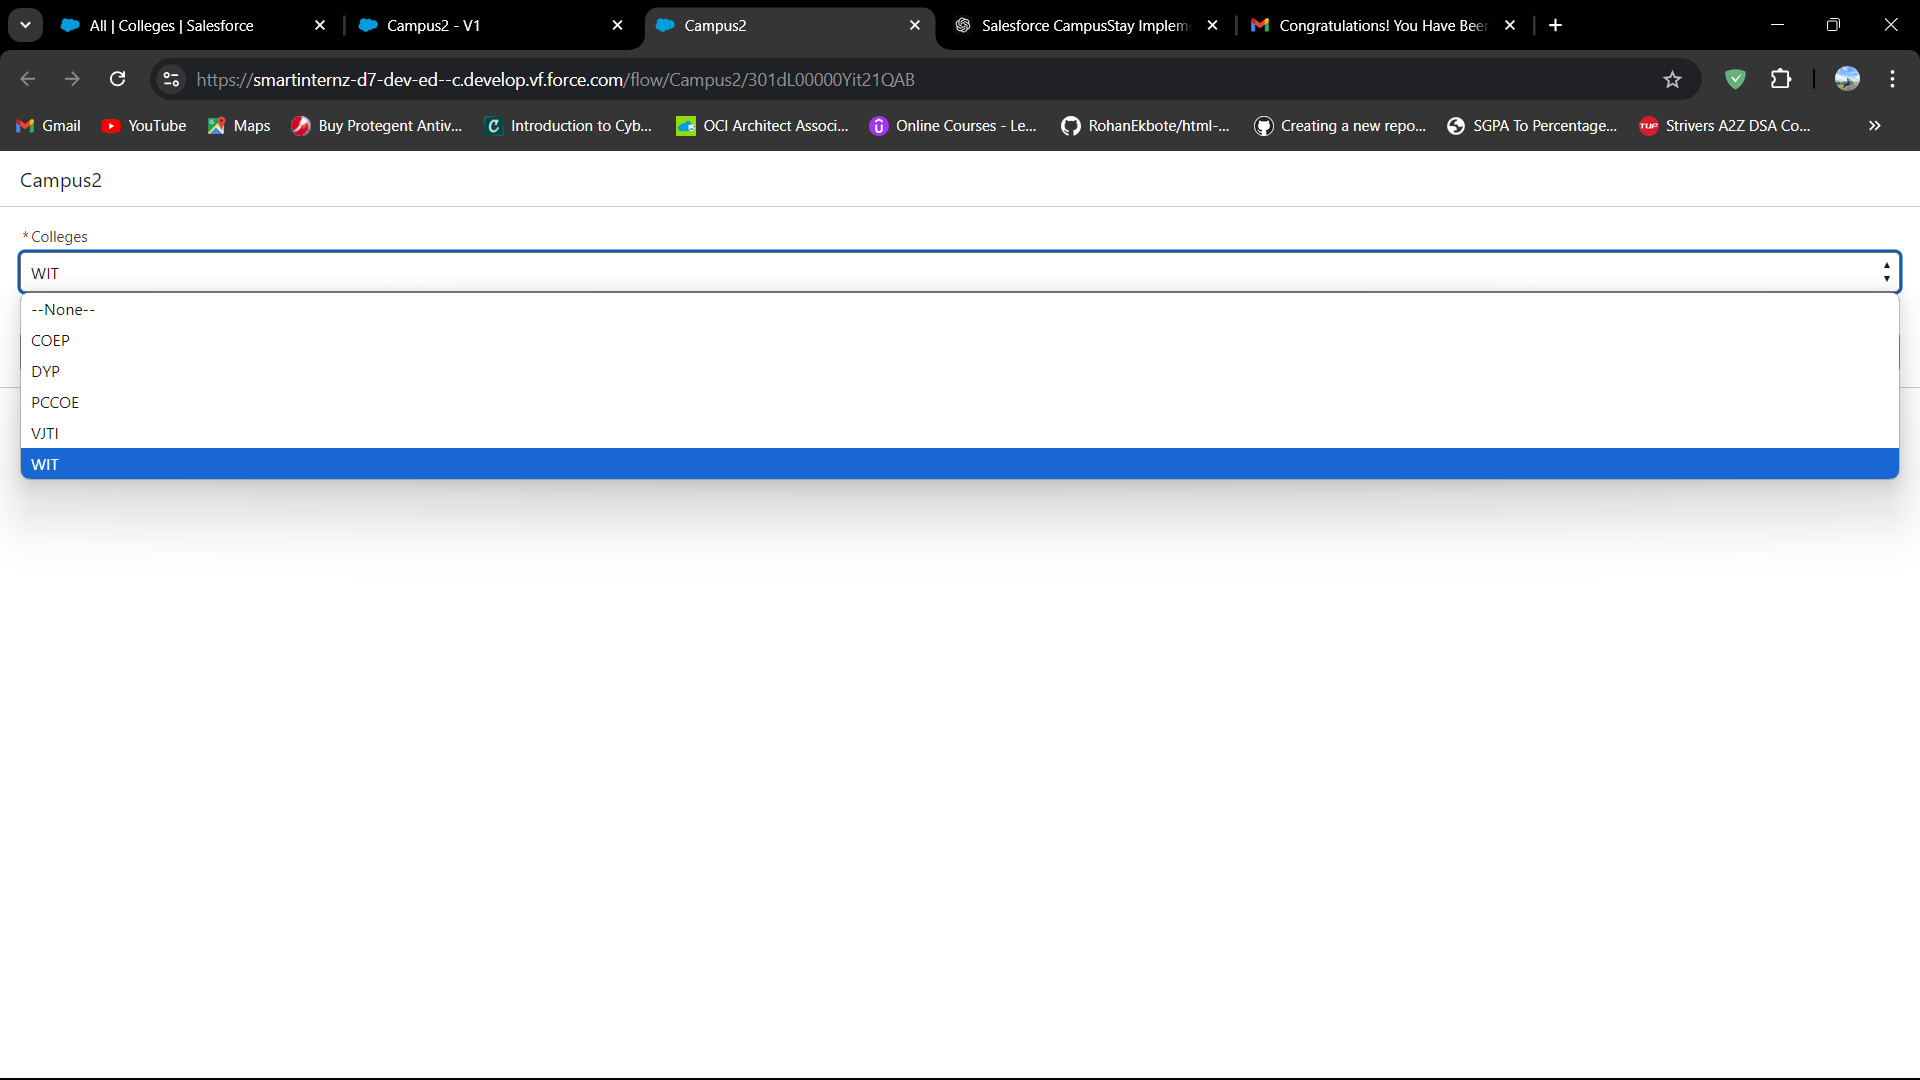 All | Colleges | Salesforce
Campus2 - V1
Campus2
Salesforce CampusStay Implem
Congratulations! You Have Beer
https://smartinternz-d7-dev-ed--c.develop.vf.force.com/flow/Campus2/301dL00000Yit21QAB
Gmail
YouTube
Maps
Buy Protegent Antiv...
Introduction to Cyb...
OCI Architect Associ...
Online Courses - Le...
RohanEkbote/html-...
Creating a new repo...
SGPA To Percentage...
TUF
Strivers A2Z DSA Co...
Campus2
*Colleges
WIT
--None--
COEP
DYP
PCCOE
VJTI
WIT